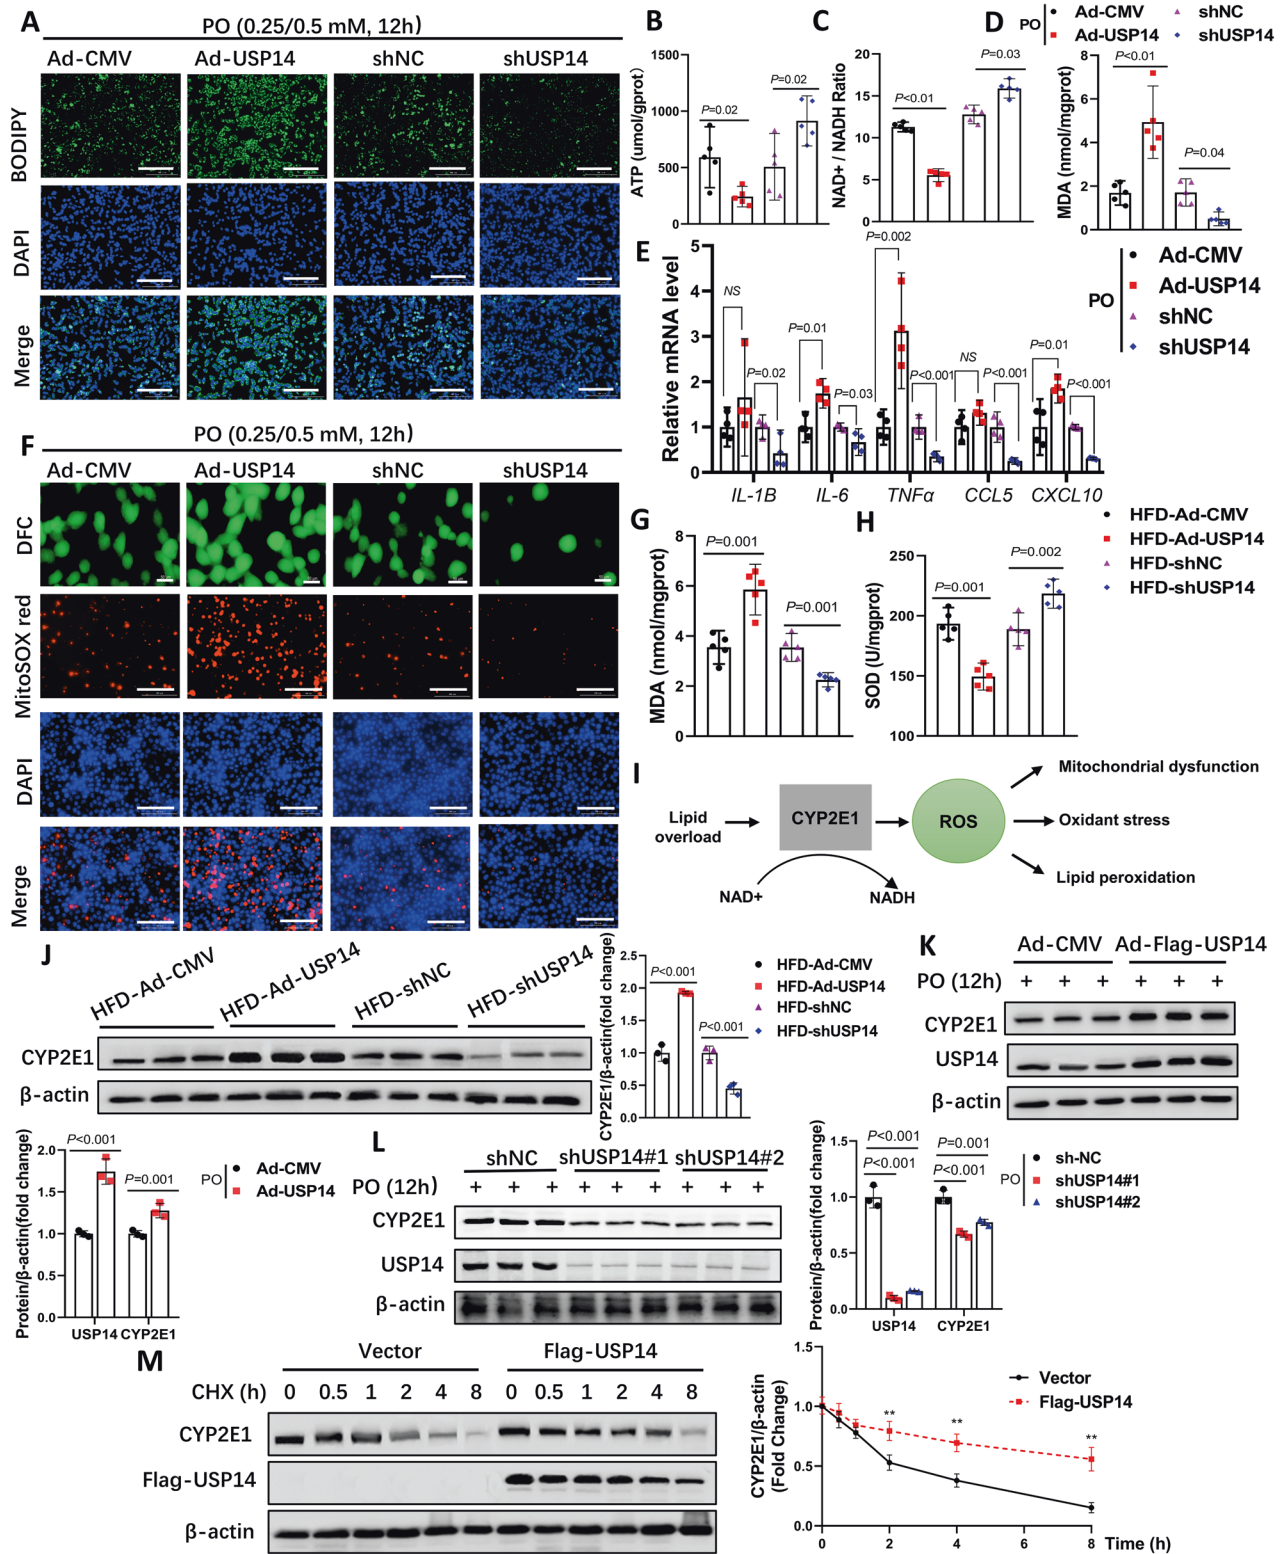 A
PO (0.25/0.5 mM, 12h)
Ad-CMV Ad-USP14 shNC shUSP14
BODIPY
DAPI
Merge
B
ATP (umol/gprot)
1500
1000
500
0
P=0.02
P=0.02
C
NAD+ / NADH Ratio
20
15
10
5
0
P<0.01
P=0.03
D
PO
Ad-CMV
Ad-USP14
shNC
shUSP14
MDA (nmol/mgprot)
8
6
4
2
0
P<0.01
P=0.04
E
Relative mRNA level
5
4
3
2
1
0
NS
P=0.02
P=0.01
P=0.03
P=0.002
P<0.001
NS
P<0.001
P=0.01
P<0.001
IL-1B IL-6 TNFα CCL5 CXCL10
PO
Ad-CMV
Ad-USP14
shNC
shUSP14
F
PO (0.25/0.5 mM, 12h)
Ad-CMV Ad-USP14 shNC shUSP14
DFC
MitoSOX red
DAPI
Merge
G
MDA (nmol/mgprot)
8
6
4
2
0
P=0.001
P=0.001
H
SOD (U/mgprot)
250
200
150
100
P=0.001
P=0.002
HFD-Ad-CMV
HFD-Ad-USP14
HFD-shNC
HFD-shUSP14
I
Lipid
overload
CYP2E1
ROS
NAD+
NADH
Mitochondrial dysfunction
Oxidant stress
Lipid peroxidation
J
HFD-Ad-CMV HFD-Ad-USP14 HFD-shNC HFD-shUSP14
CYP2E1
β-actin
CYP2E1/β-actin(fold change)
2.5
2.0
1.5
1.0
0.5
0.0
P<0.001
P<0.001
HFD-Ad-CMV
HFD-Ad-USP14
HFD-shNC
HFD-shUSP14
K
Ad-CMV Ad-Flag-USP14
PO (12h) + + + + + +
CYP2E1
USP14
β-actin
Protein/β-actin(fold change)
2.0
1.5
1.0
0.5
0.0
P<0.001
P=0.001
USP14 CYP2E1
PO
Ad-CMV
Ad-USP14
L
shNC shUSP14#1 shUSP14#2
PO (12h) + + + + + + + + +
CYP2E1
USP14
β-actin
Protein/β-actin(fold change)
1.5
1.0
0.5
0.0
P<0.001
P<0.001
P=0.001
P<0.001
USP14 CYP2E1
PO
sh-NC
shUSP14#1
shUSP14#2
M
Vector Flag-USP14
CHX (h) 0 0.5 1 2 4 8 0 0.5 1 2 4 8
CYP2E1
Flag-USP14
β-actin
CYP2E1/β-actin
(Fold Change)
1.5
1.0
0.5
0.0
** ** **
Vector
Flag-USP14
0 2 4 6 8 Time (h)